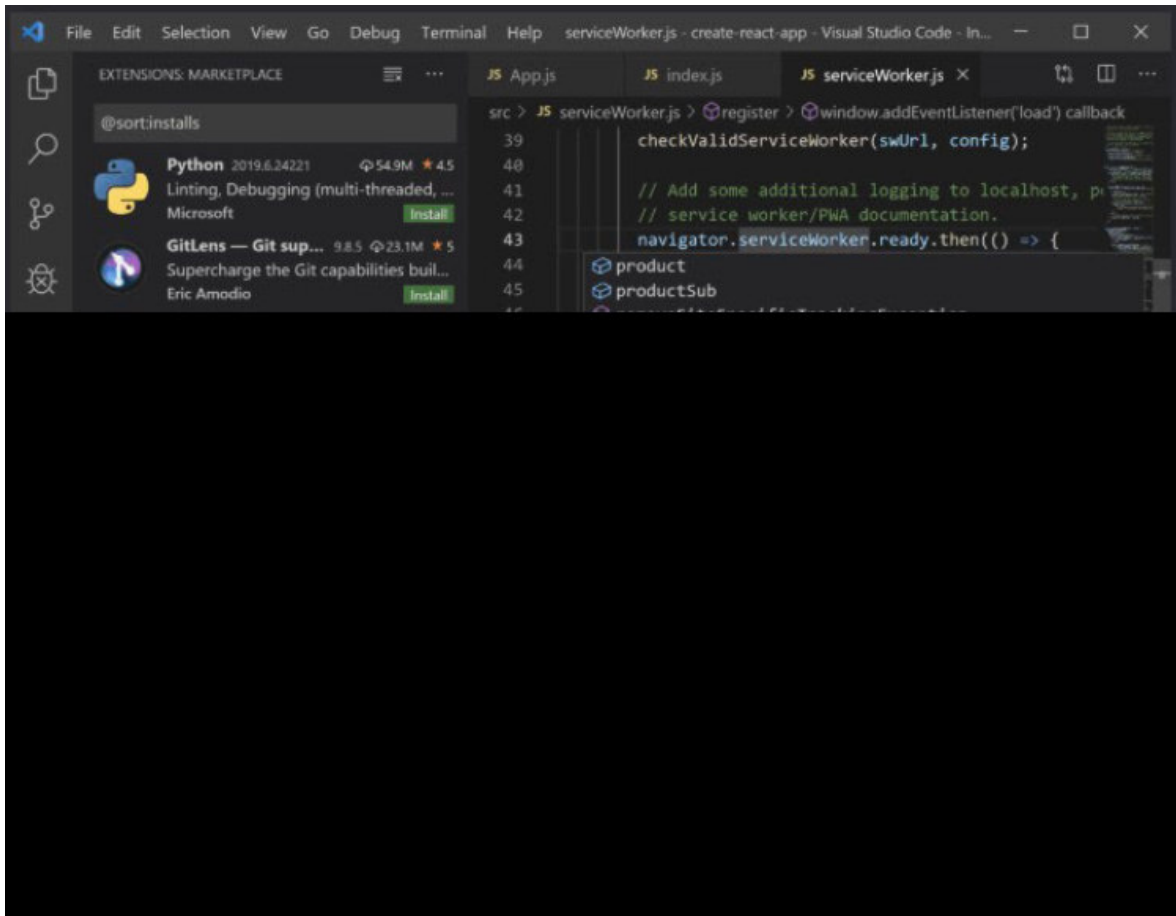 File Edit Selection View Go Debug Terminal Help serviceWorker.js - create-react-app - Visual Studio Code - In...
EXTENSIONS: MARKETPLACE
@sort:installs
Python 2019.6.24221 54.9M ★ 4.5
Linting, Debugging (multi-threaded, ...
Microsoft Install
GitLens — Git sup... 9.8.5 23.1M ★ 5
Supercharge the Git capabilities buil...
Eric Amodio Install
JS App.js JS index.js JS serviceWorker.js
src > JS serviceWorker.js > register > window.addEventListener('load') callback
39 checkValidServiceWorker(swUrl, config);
40
41 // Add some additional logging to localhost,
42 // service worker/PWA documentation.
43 navigator.serviceWorker.ready.then(() => {
44 product
45 productSub